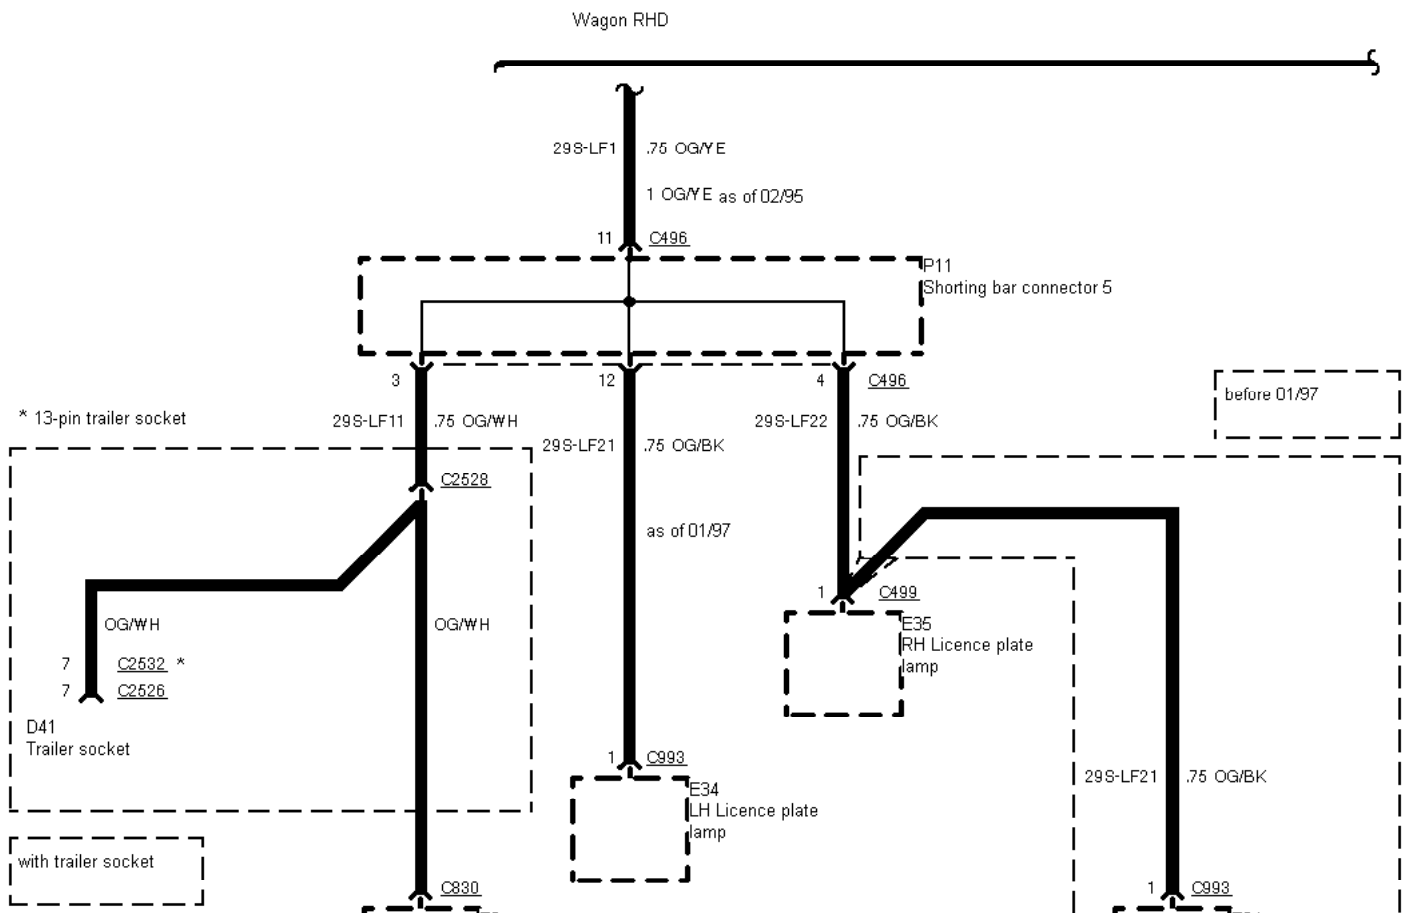 Wagon RHD
29S-LF1 .75 OG/YE
1 OG/YE as of 02/95
11 C496
P11
Shorting bar connector 5
3 12 4 C496
before 01/97
* 13-pin trailer socket
29S-LF11 .75 OG/WH
29S-LF21 .75 OG/BK
29S-LF22 .75 OG/BK
C2528
as of 01/97
1 C499
E35
RH Licence plate
lamp
OG/WH
OG/WH
7 C2532 *
7 C2526
D41
Trailer socket
1 C993
E34
LH Licence plate
lamp
29S-LF21 .75 OG/BK
with trailer socket
C830
1 C993